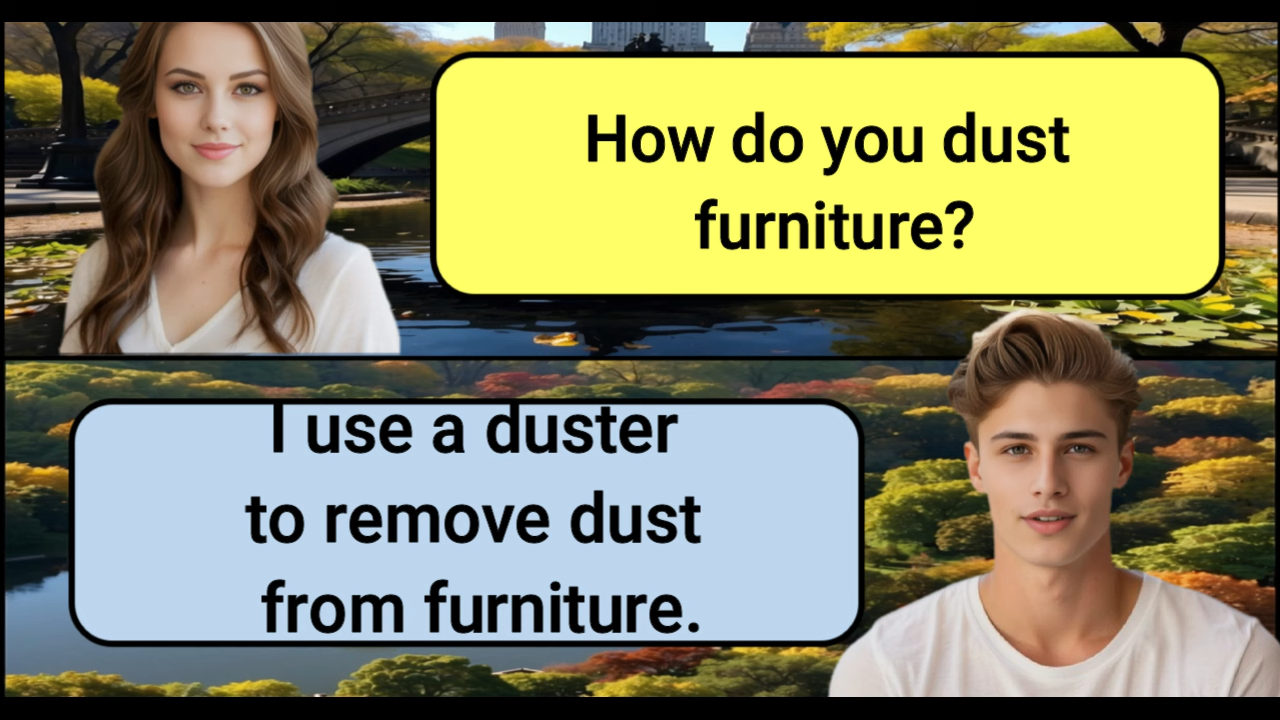 How do you dust
furniture?
I use a duster
to remove dust
from furniture.